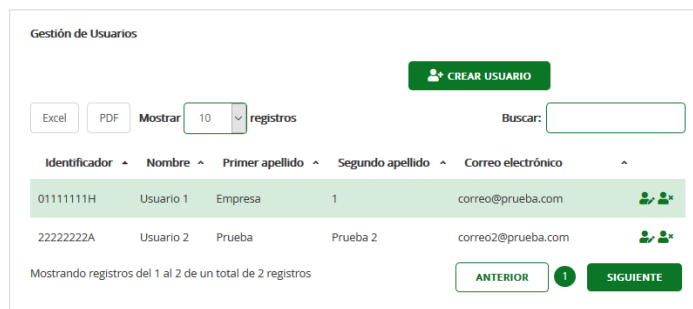 Gestión de Usuarios
CREAR USUARIO
Excel PDF Mostrar 10 registros Buscar:
Identificador Nombre Primer apellido Segundo apellido Correo electrónico
01111111H Usuario 1 Empresa 1 correo@prueba.com
22222222A Usuario 2 Prueba Prueba 2 correo2@prueba.com
Mostrando registros del 1 al 2 de un total de 2 registros ANTERIOR 1 SIGUIENTE